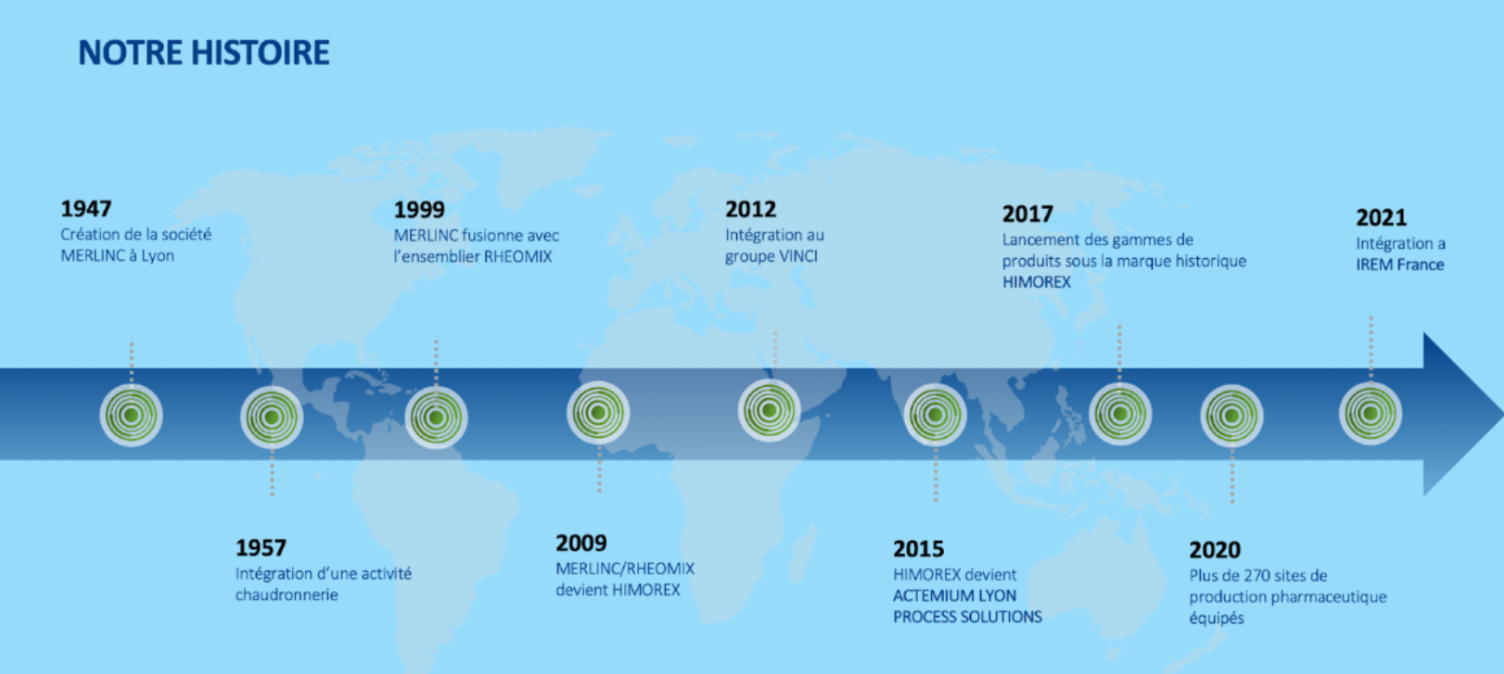 NOTRE HISTOIRE
1947
Création de la société
MERLINC à Lyon
1957
Intégration d'une activité
chaudronnerie
1999
MERLINC fusionne avec
l'ensemblier RHEOMIX
2009
MERLINC/RHEOMIX
devient HIMOREX
2012
Intégration au
groupe VINCI
2015
HIMOREX devient
ACTEMIUM LYON
PROCESS SOLUTIONS
2017
Lancement des gammes de
produits sous la marque historique
HIMOREX
2020
Plus de 270 sites de
production pharmaceutique
équipés
2021
Intégration a
IREM France